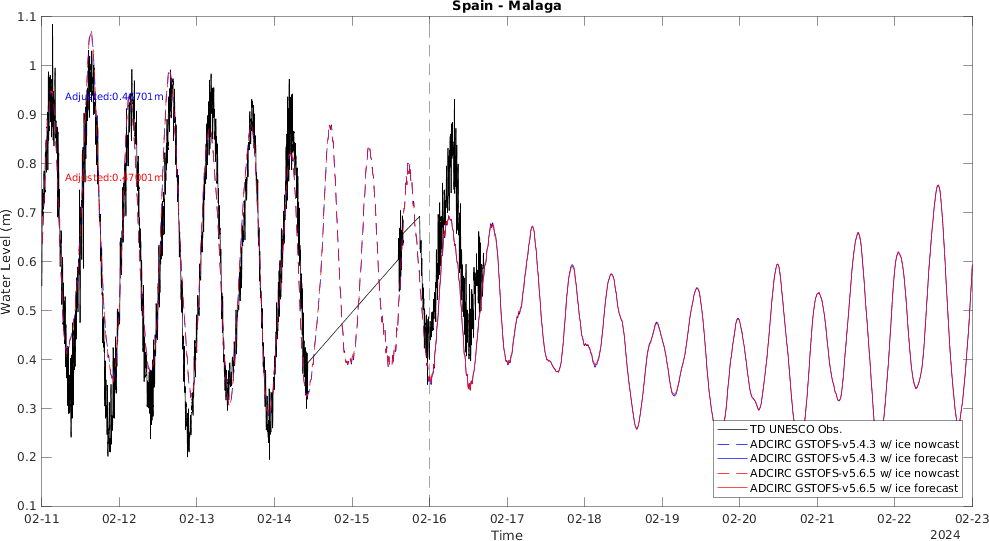 Spain - Malaga
1.1
1
0.9
0.8
0.7
0.6
0.5
0.4
0.3
0.2
0.1
Water Level (m)
Adjusted:0.47001m
TD UNESCO Obs.
ADCIRC GSTOFS-v5.4.3 w/ ice nowcast
ADCIRC GSTOFS-v5.4.3 w/ ice forecast
ADCIRC GSTOFS-v5.6.5 w/ ice nowcast
ADCIRC GSTOFS-v5.6.5 w/ ice forecast
02-11 02-12 02-13 02-14 02-15 02-16 02-17 02-18 02-19 02-20 02-21 02-22 02-23
Time
2024